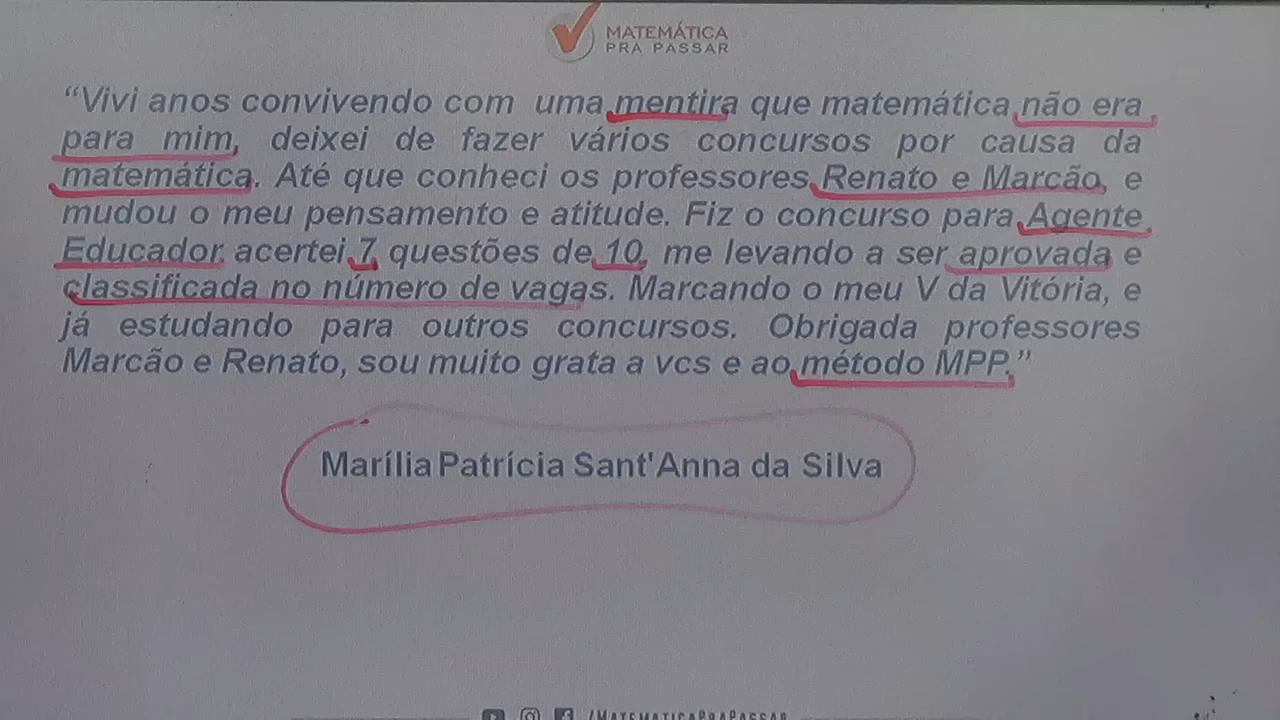 MATEMÁTICA
PRA PASSAR
“Vivi anos convivendo com uma mentira que matemática não era
para mim, deixei de fazer vários concursos por causa da
matemática. Até que conheci os professores Renato e Marcão, e
mudou o meu pensamento e atitude. Fiz o concurso para Agente
Educador acertei 7 questões de 10, me levando a ser aprovada e
classificada no número de vagas. Marcando o meu V da Vitória, e
já estudando para outros concursos. Obrigada professores
Marcão e Renato, sou muito grata a vcs e ao método MPP.”
Marília Patrícia Sant'Anna da Silva
/MATEMATICAPRAPASSAR